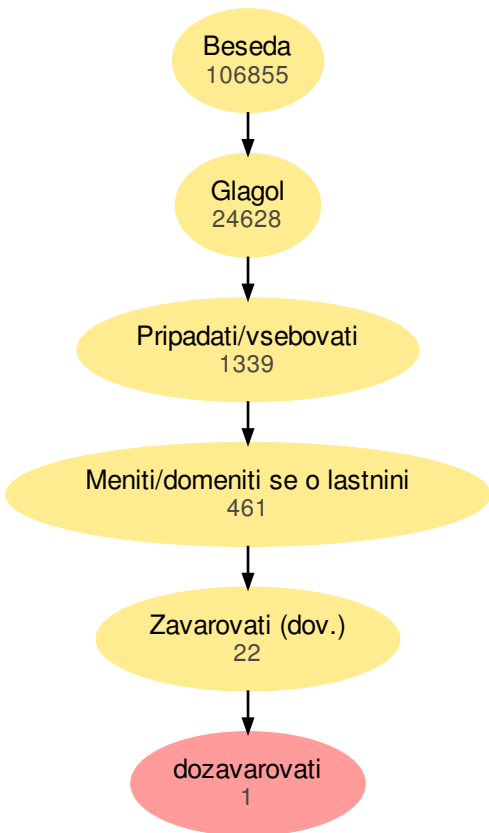 Beseda
106855
Glagol
24628
Pripadati/vsebovati
1339
Meniti/domeniti se o lastnini
461
Zavarovati (dov.)
22
dozavarovati
1